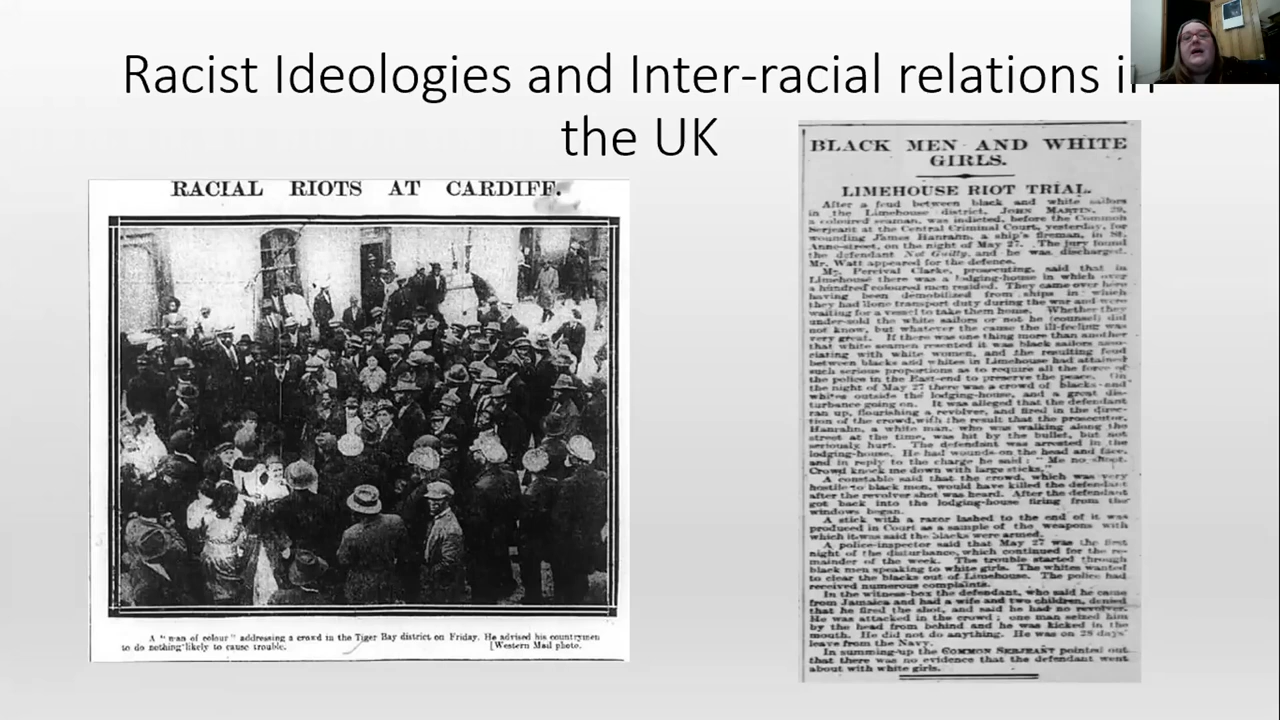 Racist Ideologies and Inter-racial relations in
the UK
RACIAL RIOTS AT CARDIFF.
A "man of colour" addressing a crowd in the Tiger Bay district on Friday. He advised his countrymen
to do nothing likely to cause trouble. [Western Mail photo.
BLACK MEN AND WHITE
GIRLS.
LIMEHOUSE RIOT TRIAL.
After a feud between black and white sailors
in the Limehouse district, JOHN MARTIN, 29,
a coloured seaman, was indicted, before the Common
Serjeant at the Central Criminal Court, yesterday, for
wounding James Hanrahn, a ship's fireman, in St.
Anne-street, on the night of May 27. The jury found
the defendant Not Guilty, and he was discharged.
Mr. Watt appeared for the defence.
Mr. Percival Clarke, prosecuting, said that in
Limehouse there was a lodging-house in which over
a hundred coloured men resided. They came over here
having been demobilized from ships in which
they had done transport duty during the war and were
waiting for a vessel to take them home. Whether they
under-sold the white sailors or not he (counsel) did
not know, but whatever the cause the ill-feeling was
very great. If there was one thing more than another
that white seamen resented it was black sailors asso-
ciating with white women, and the resulting feud
between blacks and whites in Limehouse had attained
such serious proportions as to require all the force of
the police in the East-end to preserve the peace. On
the night of May 27 there was a crowd of blacks and
whites outside the lodging-house, and a great dis-
turbance going on. It was alleged that the defendant
ran up, flourishing a revolver, and fired in the direc-
tion of the crowd, with the result that the prosecutor,
Hanrahn, a white man, who was walking along the
street at the time, was hit by the bullet, but not
seriously hurt. The defendant was arrested in the
lodging-house. He had wounds on the head and face,
and in reply to the charge he said: "Me no shoot.
Crowd knock me down with large sticks."
A constable said that the crowd, which was very
hostile to black men, would have killed the defendant
after the revolver shot was heard. After the defendant
got back into the lodging-house firing from the
windows began.
A stick with a razor lashed to the end of it was
produced in Court as a sample of the weapons with
which it was said the blacks were armed.
A police-inspector said that May 27 was the first
night of the disturbance, which continued for the re-
mainder of the week. The trouble started through
black men speaking to white girls. The whites wanted
to clear the blacks out of Limehouse. The police had
received numerous complaints.
In the witness-box the defendant, who said he came
from Jamaica and had a wife and two children, denied
that he fired the shot, and said he had no revolver.
He was attacked in the crowd; one man seized him
by the head from behind and he was kicked in the
mouth. He did not do anything. He was on 28 days'
leave from the Navy.
In summing-up the COMMON SERJEANT pointed out
that there was no evidence that the defendant went
about with white girls.